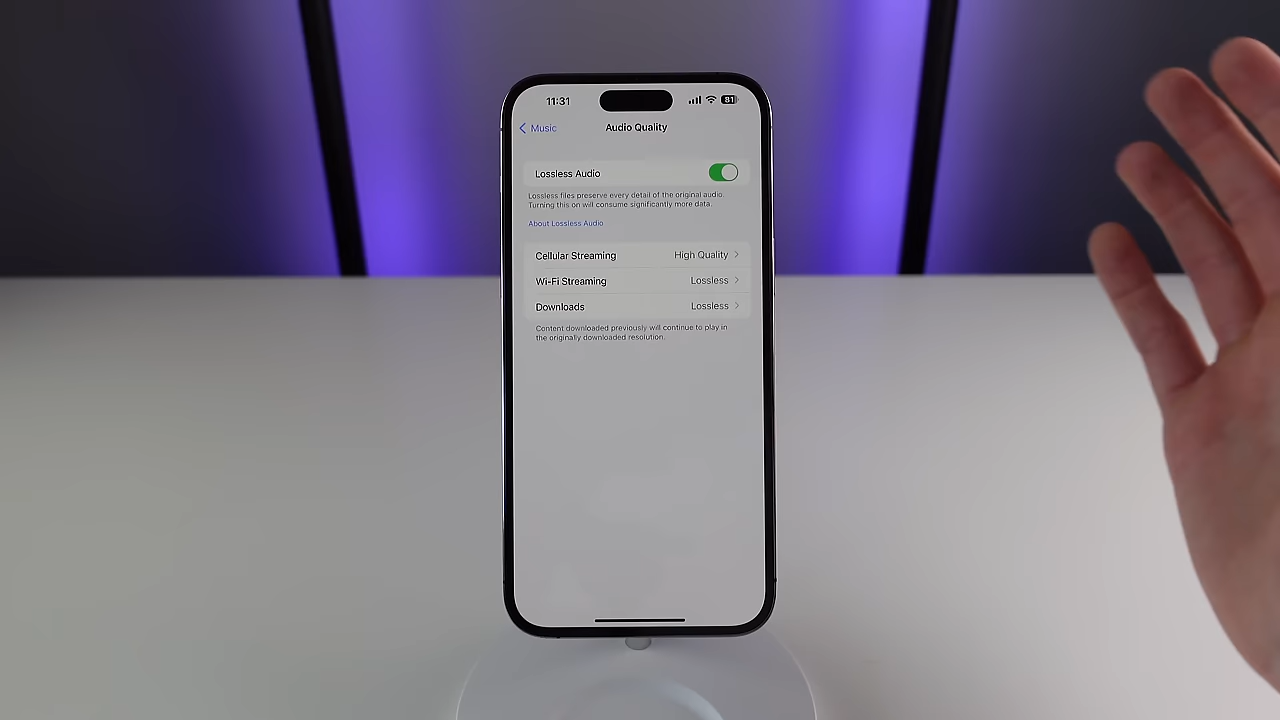 11:31
81
Music
Audio Quality
Lossless Audio
Lossless files preserve every detail of the original audio.
Turning this on will consume significantly more data.
About Lossless Audio
Cellular Streaming High Quality
Wi-Fi Streaming Lossless
Downloads Lossless
Content downloaded previously will continue to play in
the originally downloaded resolution.